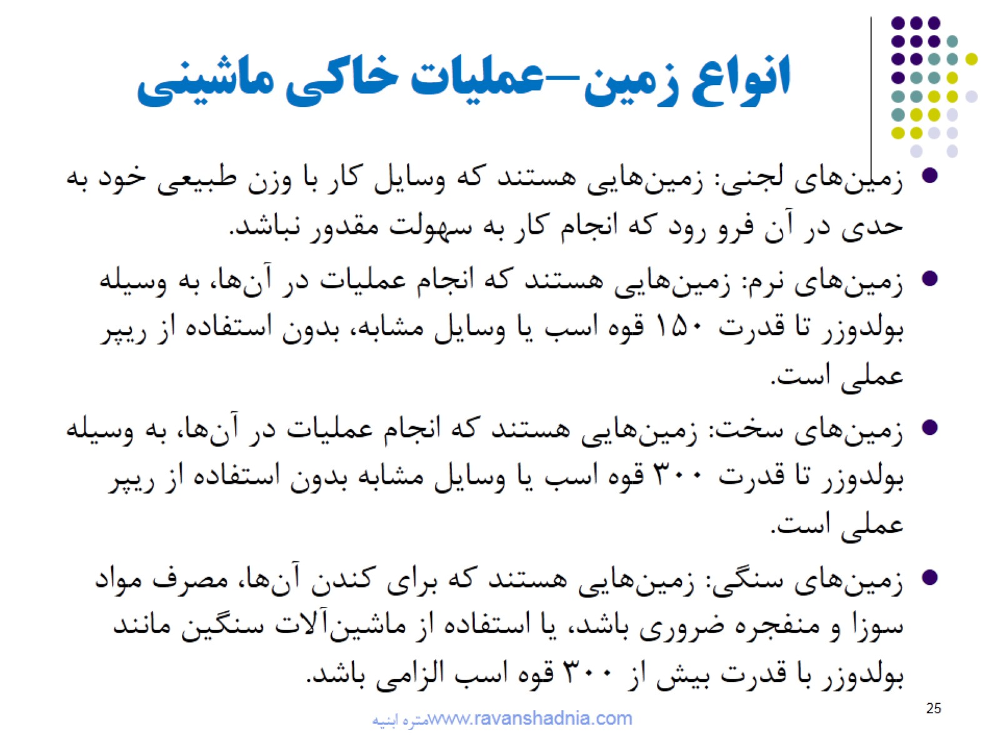 انواع زمین–عملیات خاکی ماشینی
زمین‌های لجنی: زمین‌هایی هستند که وسایل کار با وزن طبیعی خود به
حدی در آن فرو رود که انجام کار به سهولت مقدور نباشد.
زمین‌های نرم: زمین‌هایی هستند که انجام عملیات در آن‌ها، به وسیله
بولدوزر تا قدرت ۱۵۰ قوه اسب یا وسایل مشابه، بدون استفاده از ریپر
عملی است.
زمین‌های سخت: زمین‌هایی هستند که انجام عملیات در آن‌ها، به وسیله
بولدوزر تا قدرت ۳۰۰ قوه اسب یا وسایل مشابه بدون استفاده از ریپر
عملی است.
زمین‌های سنگی: زمین‌هایی هستند که برای کندن آن‌ها، مصرف مواد
سوزا و منفجره ضروری باشد، یا استفاده از ماشین‌آلات سنگین مانند
بولدوزر با قدرت بیش از ۳۰۰ قوه اسب الزامی باشد.
25
متره ابنیهwww.ravanshadnia.com